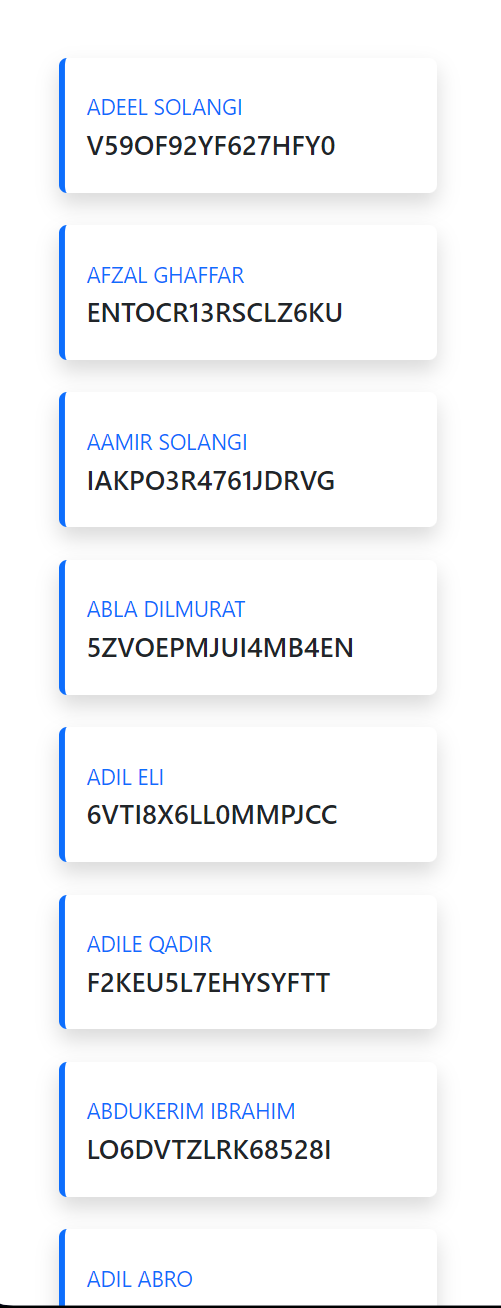 ADEEL SOLANGI
V59OF92YF627HFY0
AFZAL GHAFFAR
ENTOCR13RSCLZ6KU
AAMIR SOLANGI
IAKPO3R4761JDRVG
ABLA DILMURAT
5ZVOEPMJUI4MB4EN
ADIL ELI
6VTI8X6LL0MMPJCC
ADILE QADIR
F2KEU5L7EHYSYFTT
ABDUKERIM IBRAHIM
LO6DVTZLRK68528I
ADIL ABRO